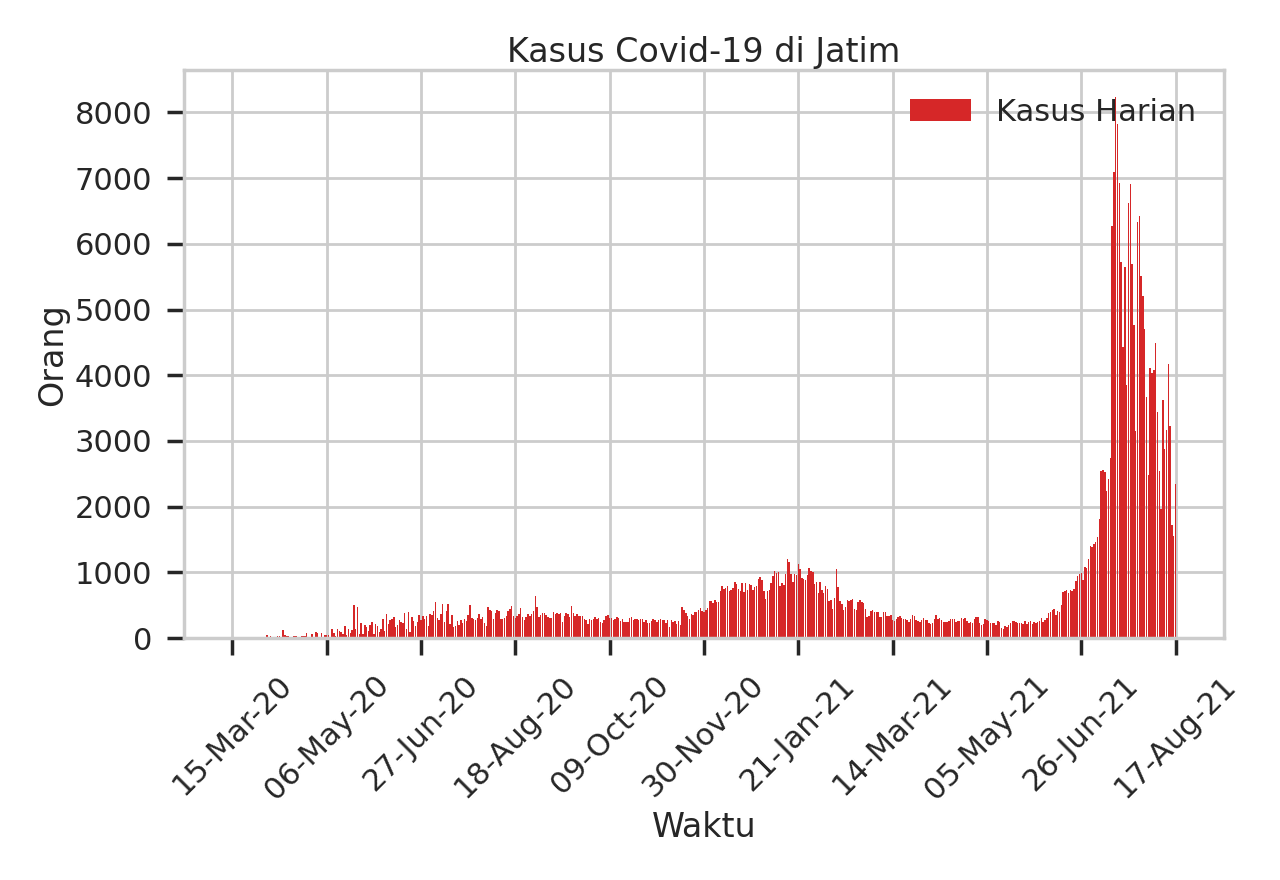 Kasus Covid-19 di Jatim
Kasus Harian
8000
7000
6000
5000
4000
3000
2000
1000
0
Orang
15-Mar-20
06-May-20
27-Jun-20
18-Aug-20
09-Oct-20
30-Nov-20
21-Jan-21
14-Mar-21
05-May-21
26-Jun-21
17-Aug-21
Waktu